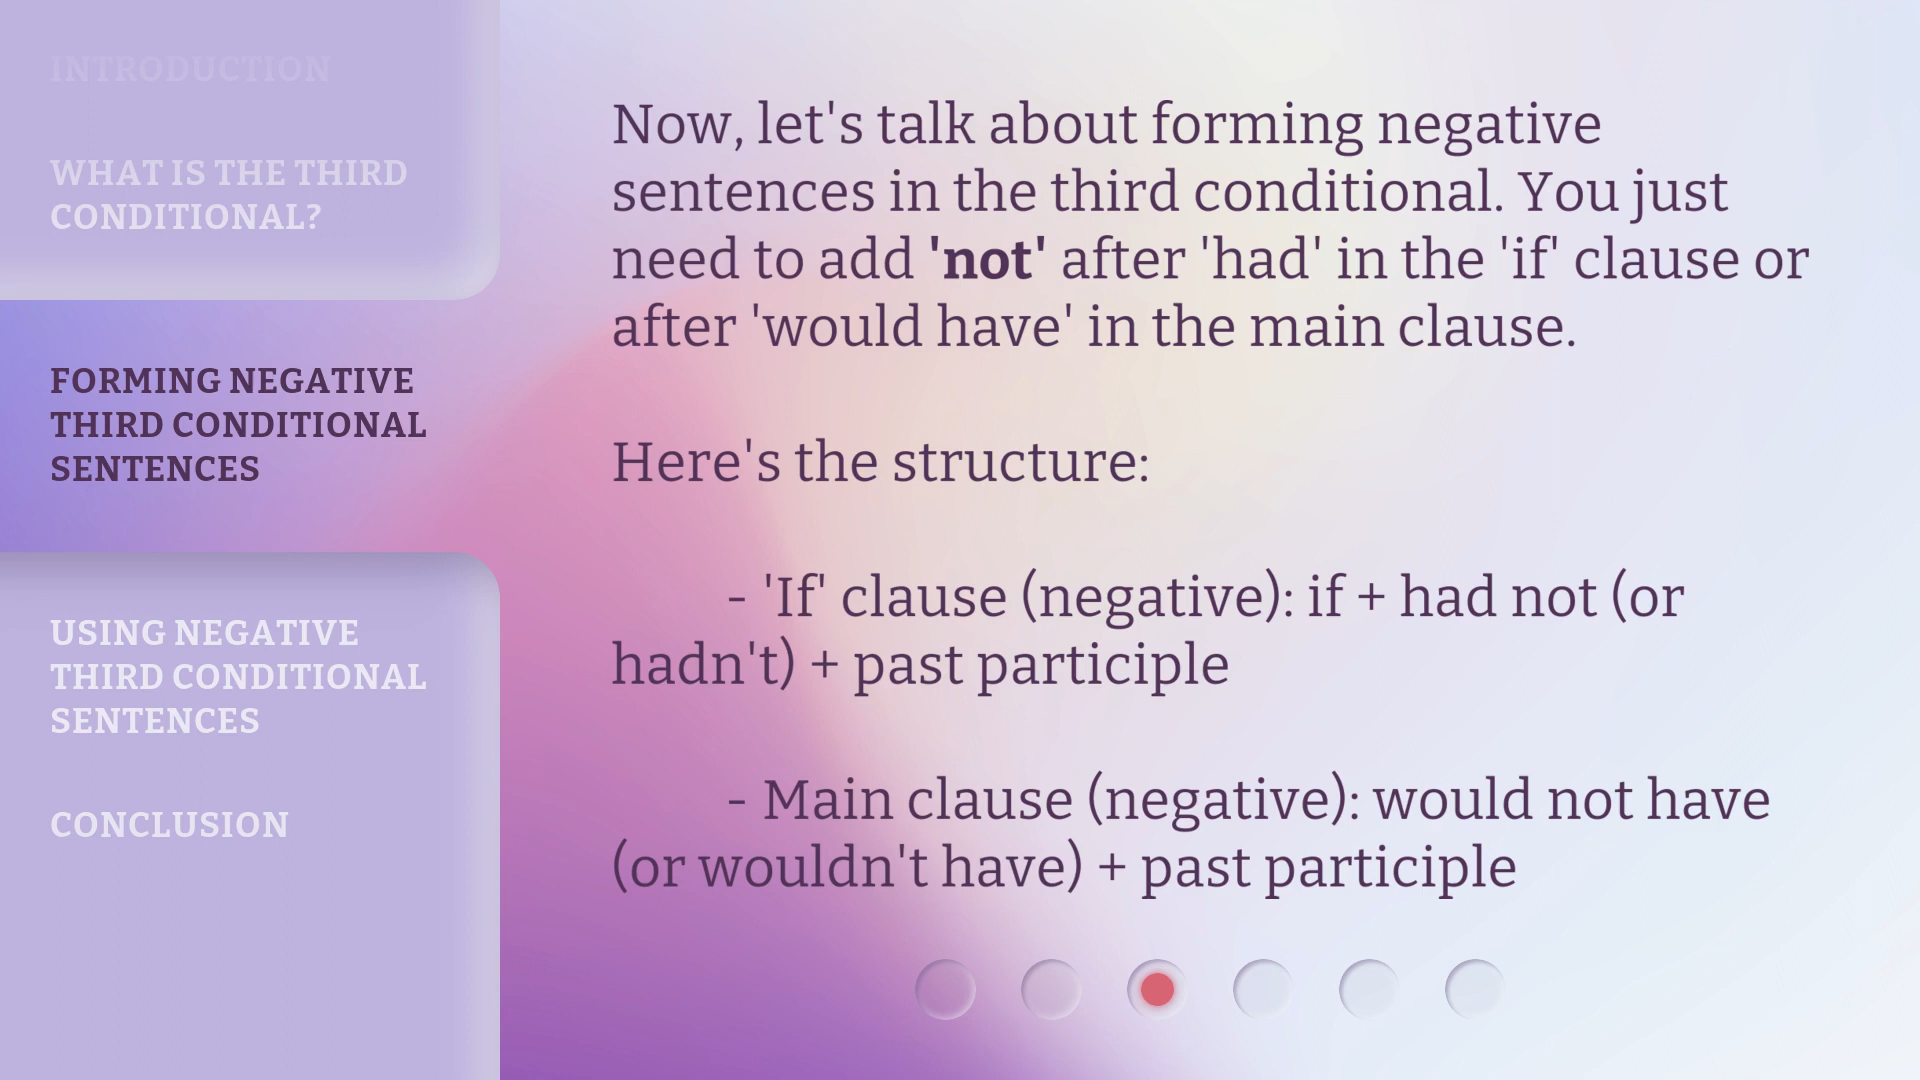 INTRODUCTION
WHAT IS THE THIRD
CONDITIONAL?
FORMING NEGATIVE
THIRD CONDITIONAL
SENTENCES
USING NEGATIVE
THIRD CONDITIONAL
SENTENCES
CONCLUSION
Now, let's talk about forming negative
sentences in the third conditional. You just
need to add 'not' after 'had' in the 'if' clause or
after 'would have' in the main clause.
Here's the structure:
- 'If' clause (negative): if + had not (or
hadn't) + past participle
- Main clause (negative): would not have
(or wouldn't have) + past participle